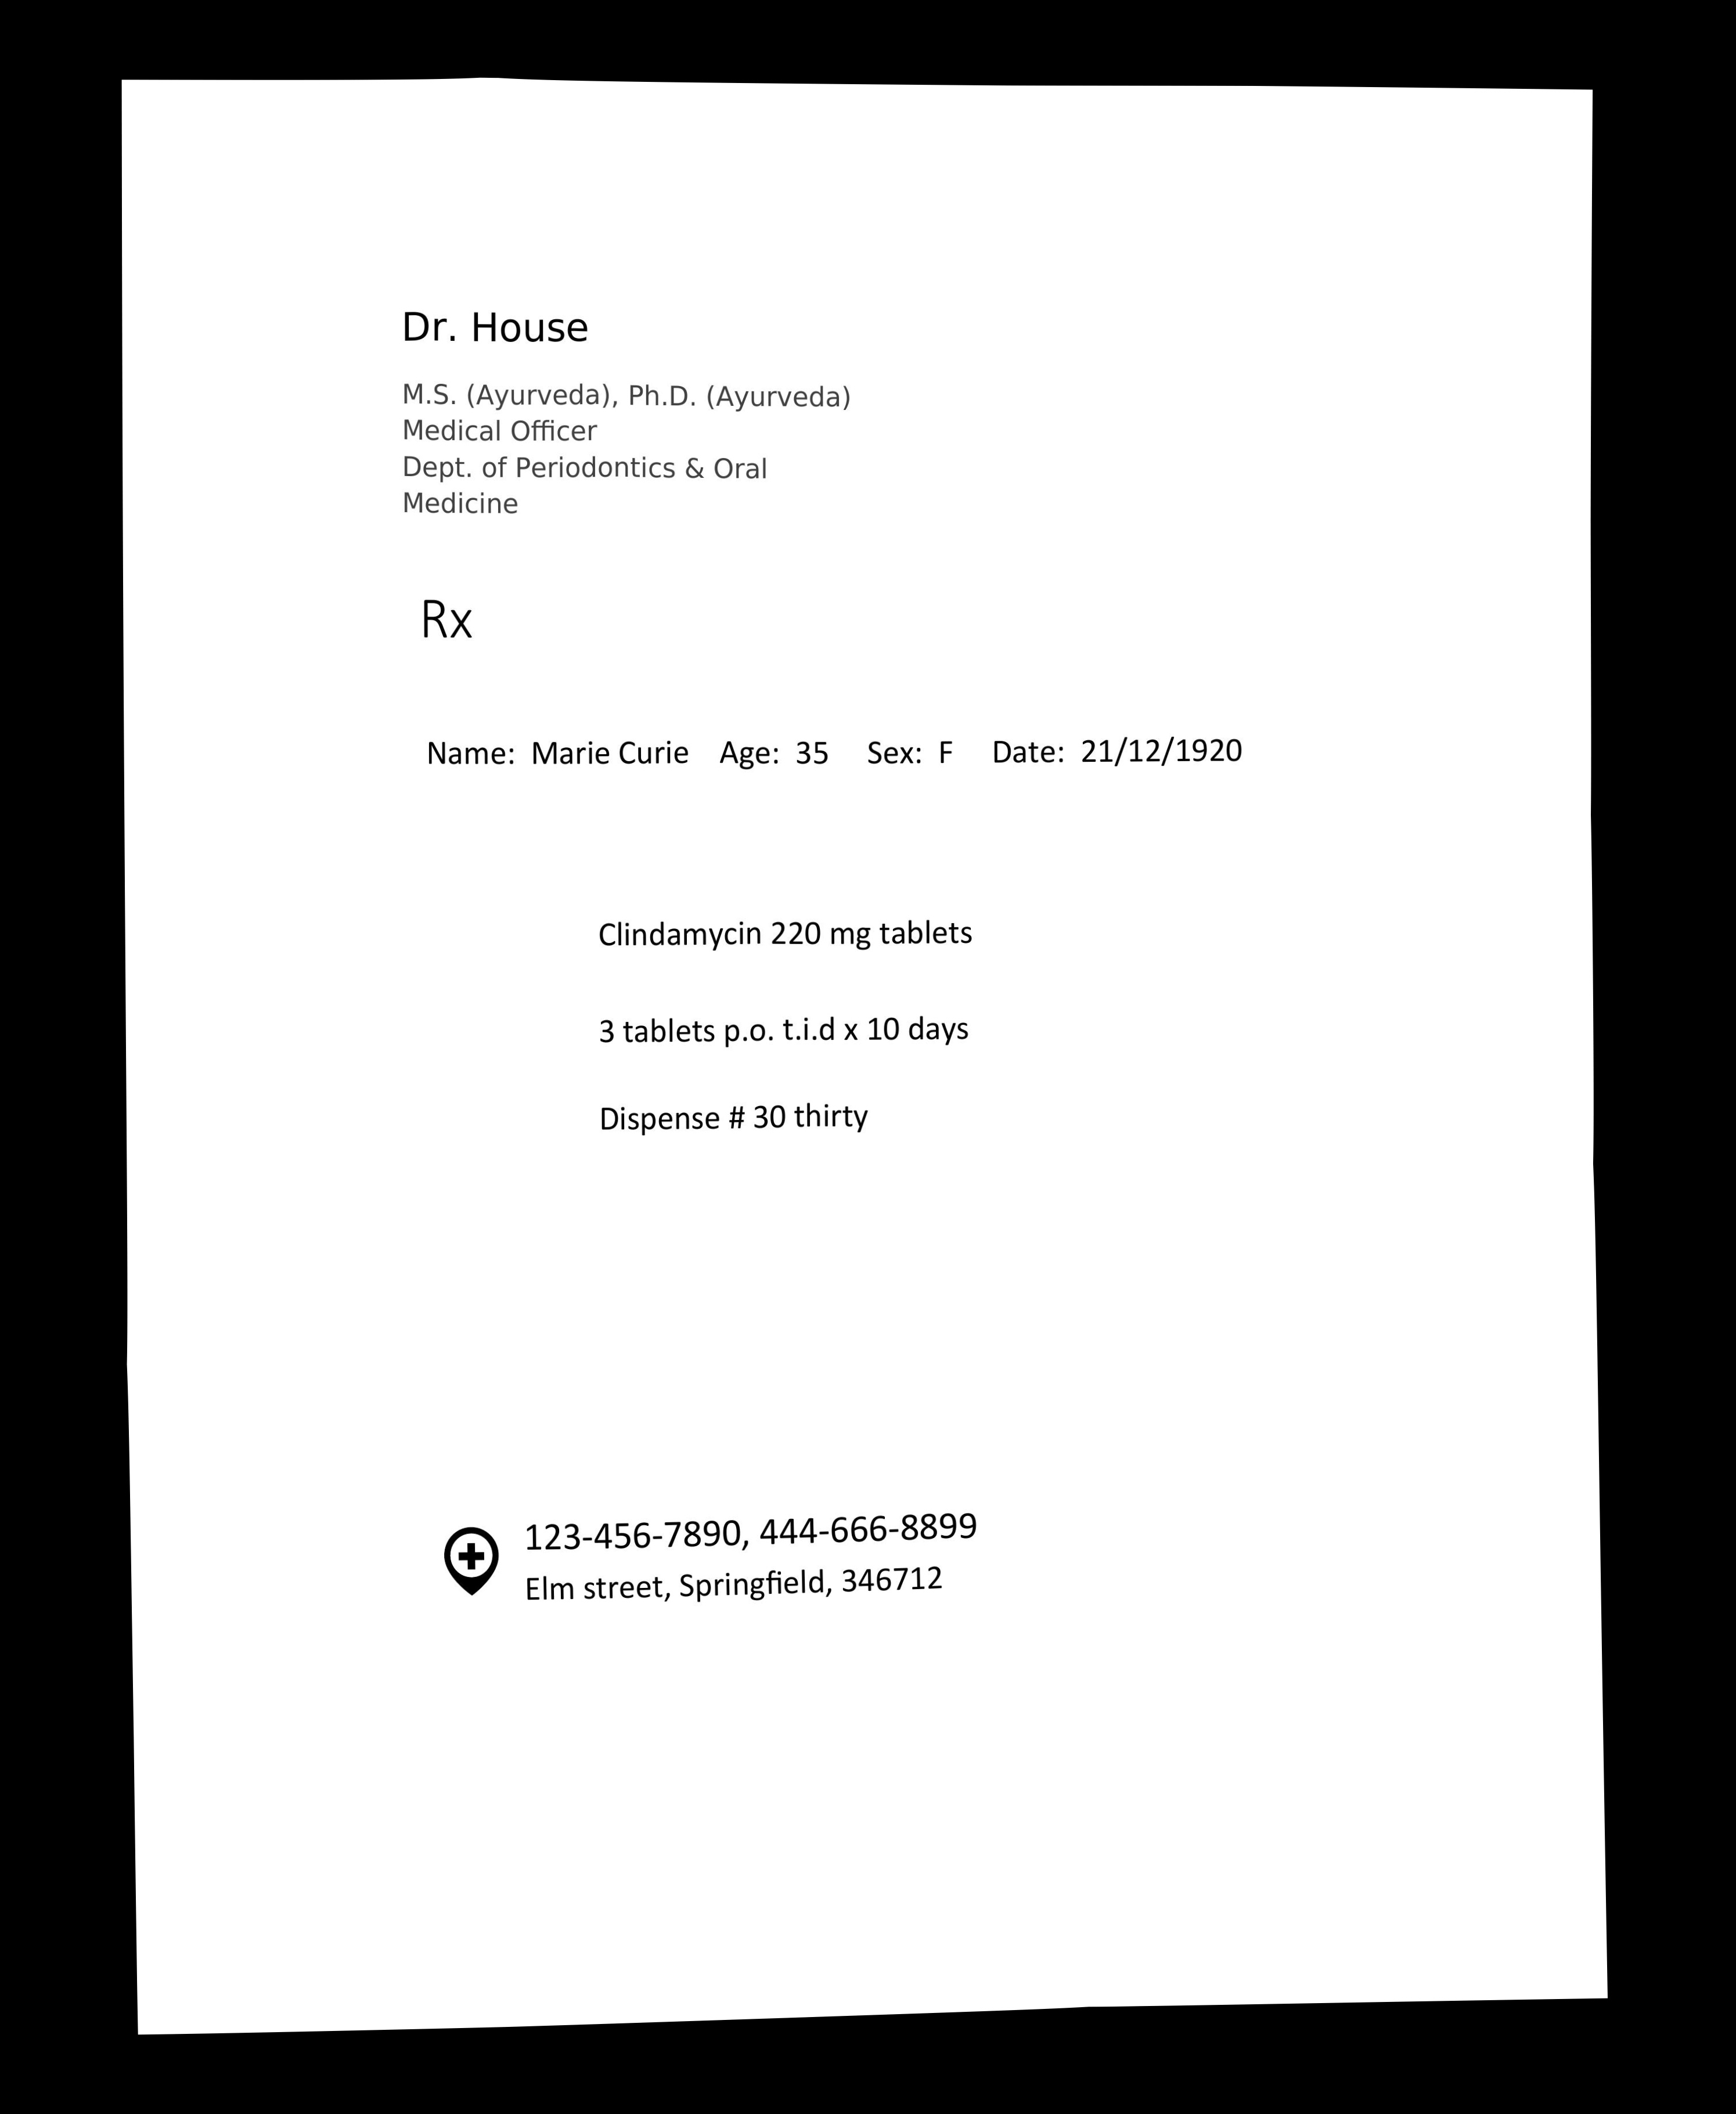 Dr. House
M.S. (Ayurveda), Ph.D. (Ayurveda)
Medical Officer
Dept. of Periodontics & Oral
Medicine
Rx
Name: Marie Curie Age: 35 Sex: F Date: 21/12/1920
Clindamycin 220 mg tablets
3 tablets p.o. t.i.d x 10 days
Dispense # 30 thirty
123-456-7890, 444-666-8899
Elm street, Springfield, 346712